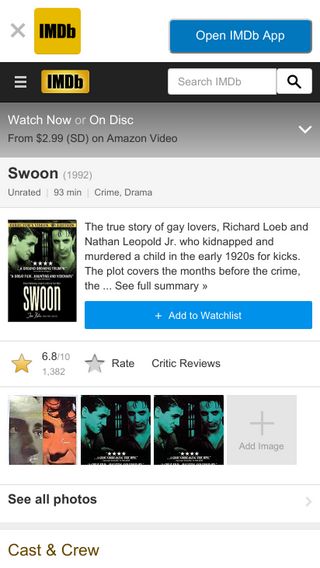 IMDb
Open IMDb App
IMDb
Search IMDb
Watch Now or On Disc
From $2.99 (SD) on Amazon Video
Swoon (1992)
Unrated | 93 min | Crime, Drama
The true story of gay lovers, Richard Loeb and
Nathan Leopold Jr. who kidnapped and
murdered a child in the early 1920s for kicks.
The plot covers the months before the crime,
the ... See full summary »
SWOON
+ Add to Watchlist
6.8/10
1,382
Rate
Critic Reviews
Add Image
See all photos
Cast & Crew